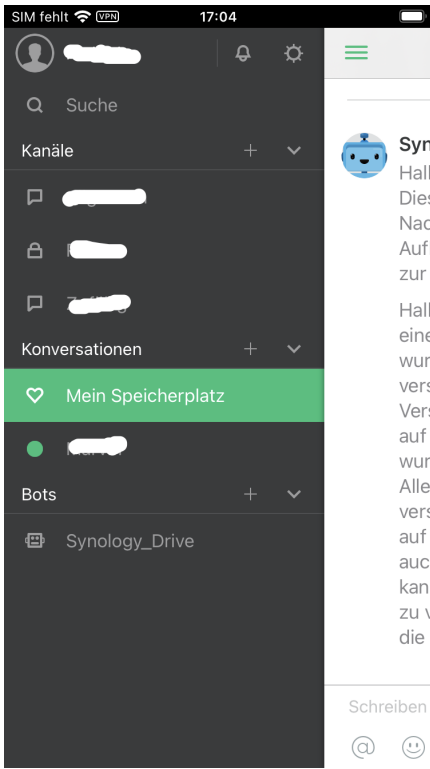 SIM fehlt VPN 17:04
Suche
Kanäle
Konversationen
Mein Speicherplatz
Bots
Synology_Drive
Syn
Hall
Dies
Nac
Auf
zur
Hall
eine
wur
vers
Vers
auf
wur
Alle
vers
auf
auc
kan
zu v
die
Schreiben